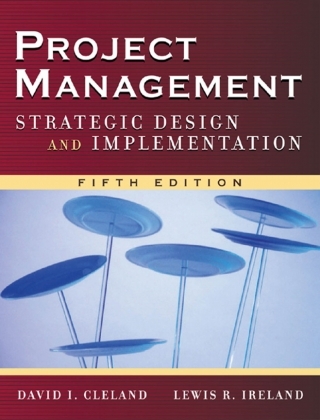 PROJECT
MANAGEMENT
STRATEGIC DESIGN
AND IMPLEMENTATION
FIFTH EDITION
DAVID I. CLELAND LEWIS R. IRELAND